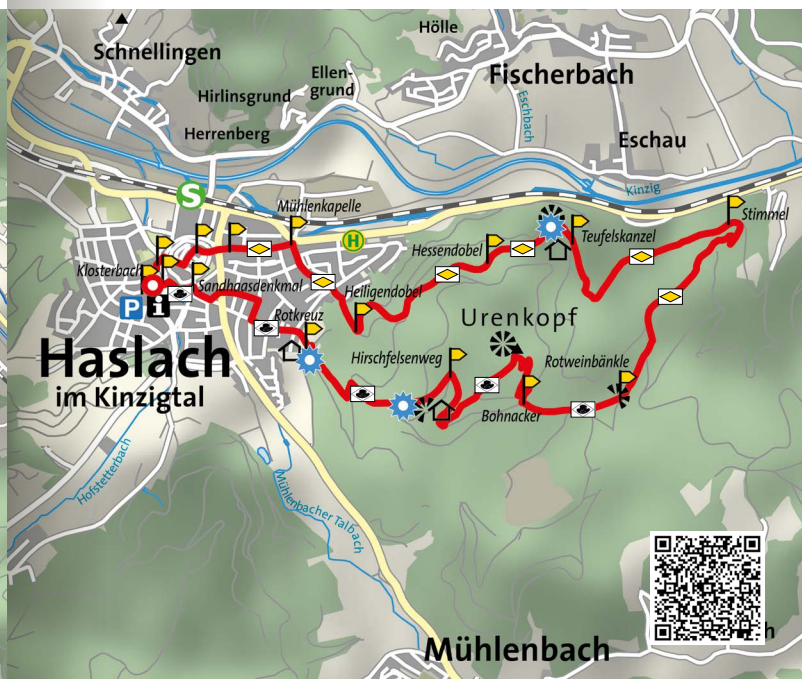 Hölle
Schnellingen
Fischerbach
Ellen-
grund
Hirlinsgrund
Eschbach
Herrenberg
Eschau
Kinzig
S
Mühlenkapelle
Stimmel
H
Teufelskanzel
Hessendobel
Klosterbach
Sandhaasdenkmal
Heiligendobel
P i
Rotkreuz
Urenkopf
Haslach
im Kinzigtal
Hirschfelsenweg
Rotweinbänkle
Bohnacker
Hofstetterbach
Mühlenbacher Talbach
Mühlenbach
h